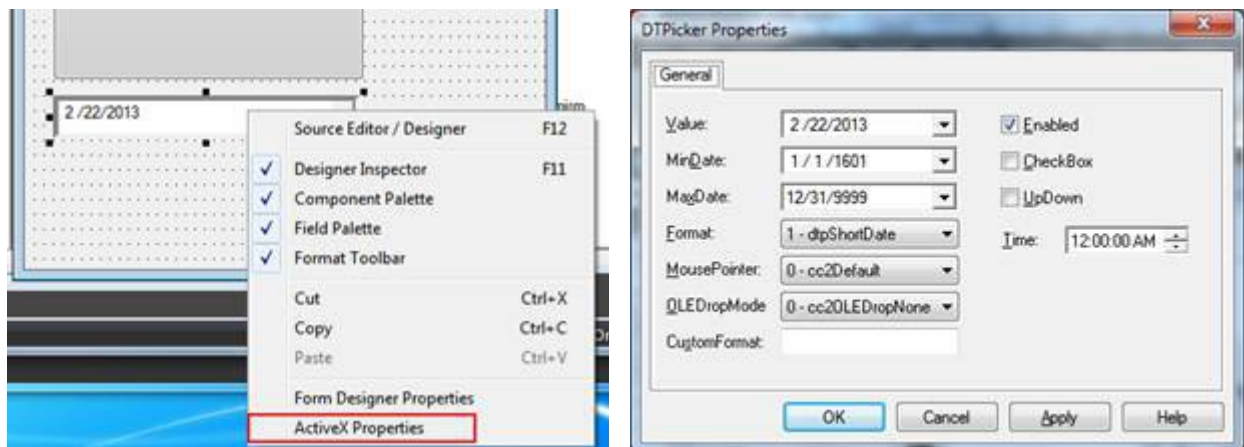 2 /22/2013
Source Editor / Designer F12
Designer Inspector F11
Component Palette
Field Palette
Format Toolbar
Cut Ctrl+X
Copy Ctrl+C
Paste Ctrl+V
Form Designer Properties
ActiveX Properties
DTPicker Properties
General
Value: 2 /22/2013 Enabled
MinDate: 1 / 1 /1601 CheckBox
MaxDate: 12/31/9999 UpDown
Format: 1 - dtpShortDate Time: 12:00:00 AM
MousePointer: 0 - cc2Default
OLEDropMode 0 - cc2OLEDropNone
CustomFormat:
OK Cancel Apply Help